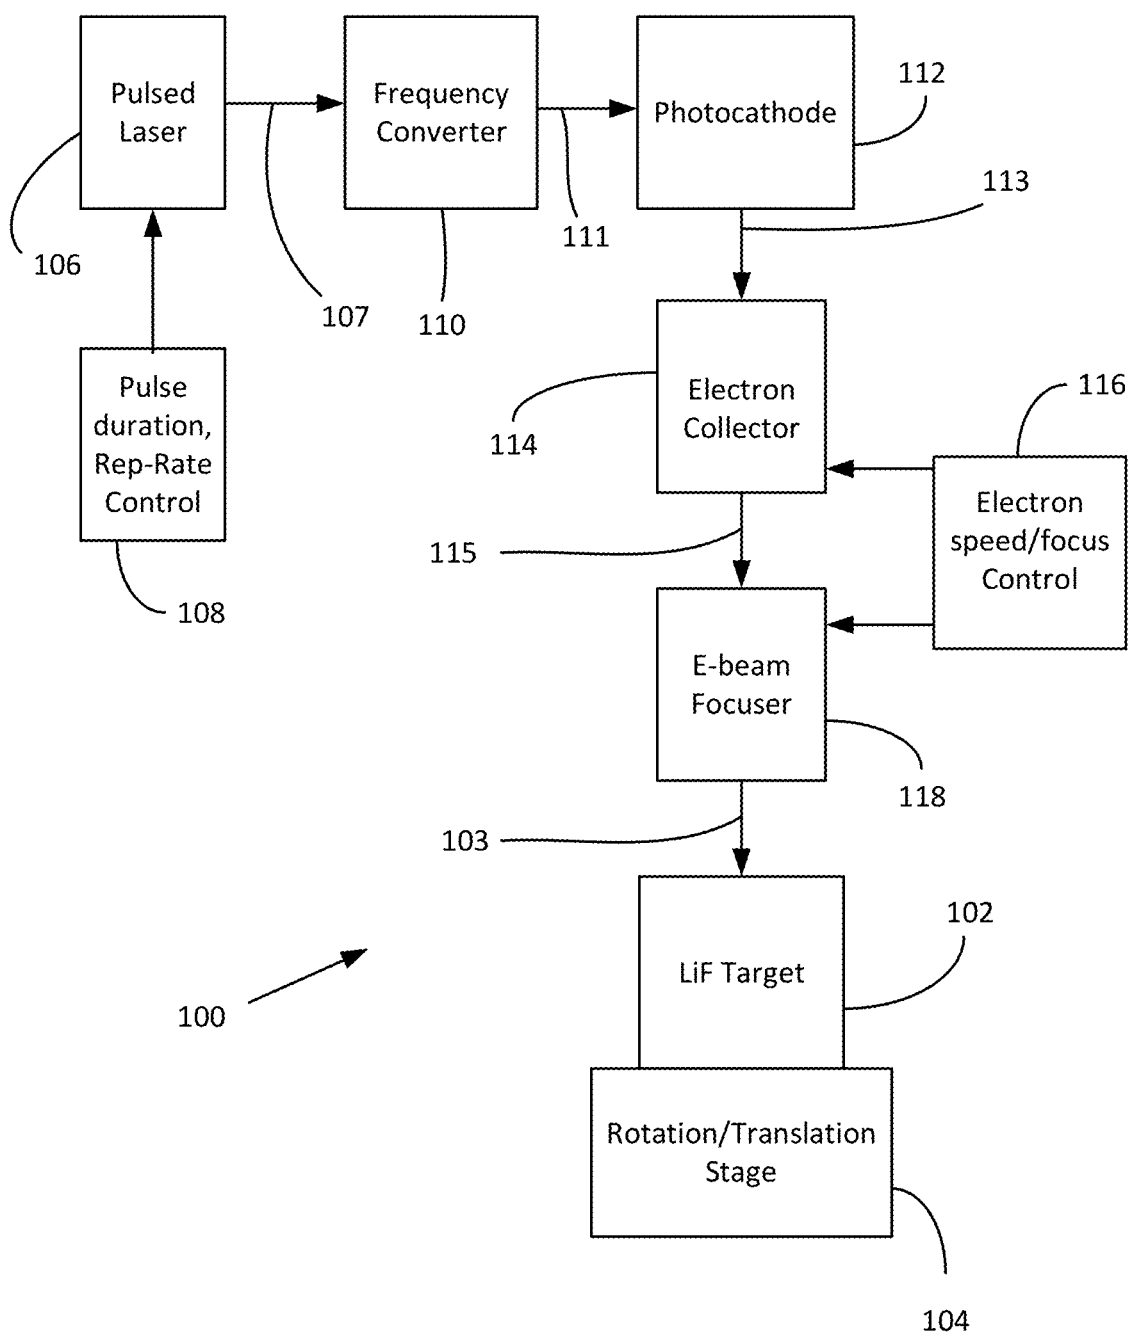 Pulsed
Laser
Frequency
Converter
Photocathode
112
113
111
106
107
110
Pulse
duration,
Rep-Rate
Control
108
Electron
Collector
114
116
Electron
speed/focus
Control
115
E-beam
Focuser
118
103
102
LiF Target
100
Rotation/Translation
Stage
104